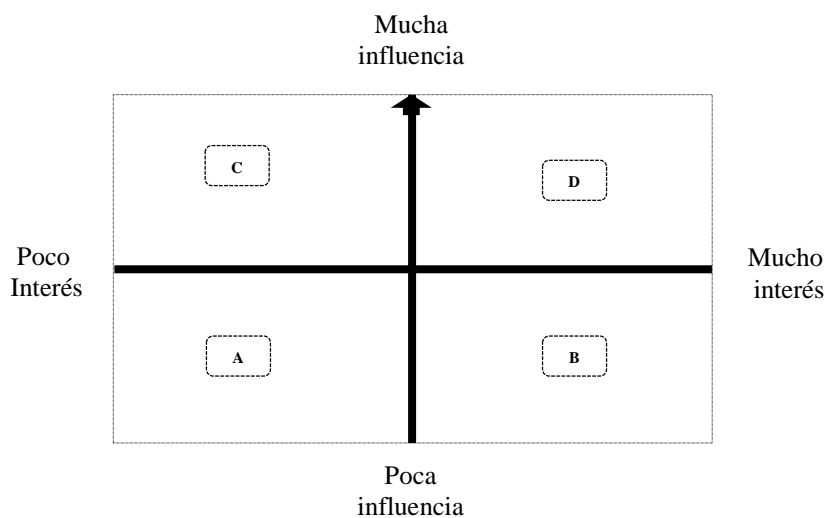 Mucha
influencia
C
D
Poco
Interés
Mucho
interés
A
B
Poca
influencia